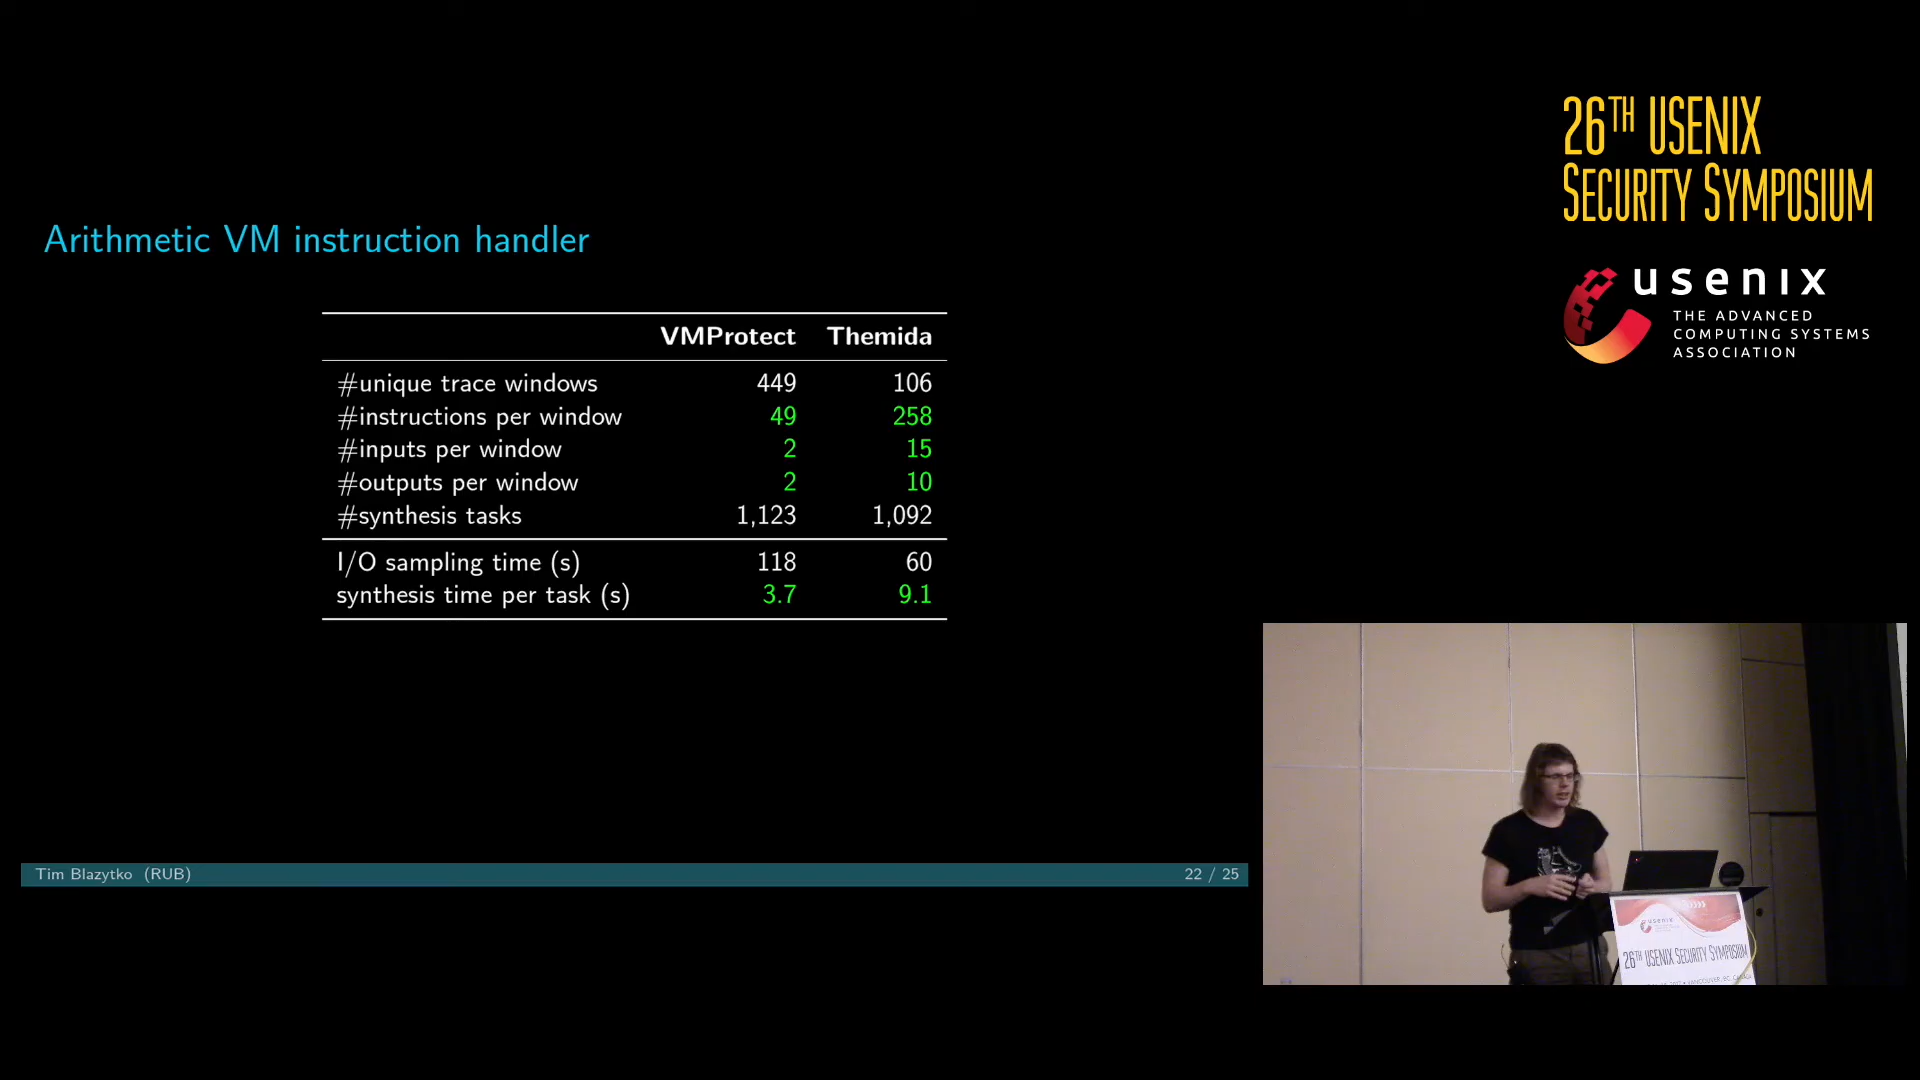 26TH USENIX
SECURITY SYMPOSIUM
usenix
THE ADVANCED
COMPUTING SYSTEMS
ASSOCIATION
Arithmetic VM instruction handler
VMProtect Themida
#unique trace windows 449 106
#instructions per window 49 258
#inputs per window 2 15
#outputs per window 2 10
#synthesis tasks 1,123 1,092
I/O sampling time (s) 118 60
synthesis time per task (s) 3.7 9.1
Tim Blazytko (RUB) 22 / 25
usenix
26TH USENIX SECURITY SYMPOSIUM